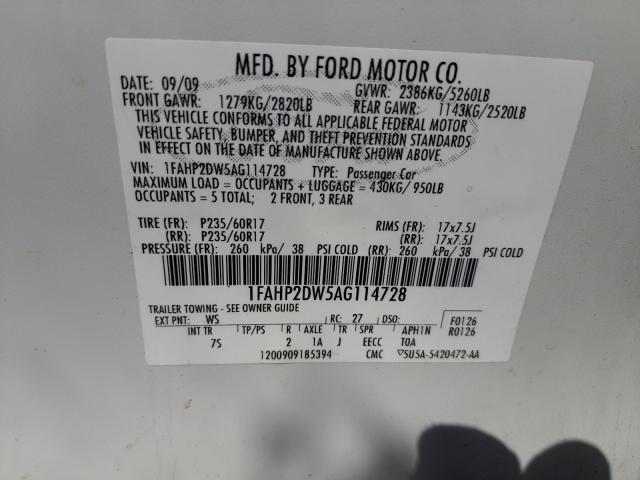 MFD. BY FORD MOTOR CO.
DATE: 09/09 GVWR: 2386KG/5260LB
FRONT GAWR: 1279KG/2820LB REAR GAWR: 1143KG/2520LB
THIS VEHICLE CONFORMS TO ALL APPLICABLE FEDERAL MOTOR
VEHICLE SAFETY, BUMPER, AND THEFT PREVENTION STANDARDS
IN EFFECT ON THE DATE OF MANUFACTURE SHOWN ABOVE.
VIN: 1FAHP2DW5AG114728 TYPE: Passenger Car
MAXIMUM LOAD = OCCUPANTS + LUGGAGE = 430KG/ 950LB
OCCUPANTS = 5 TOTAL; 2 FRONT, 3 REAR
TIRE (FR): P235/60R17 RIMS (FR): 17x7.5J
(RR): P235/60R17 (RR): 17x7.5J
PRESSURE (FR): 260 kPa/ 38 PSI COLD (RR): 260 kPa/ 38 PSI COLD
1FAHP2DW5AG114728
TRAILER TOWING - SEE OWNER GUIDE
EXT PNT: WS RC: 27 DSO: F0126
R0126
INT TR TP/PS R AXLE TR SPR APH1N
7S 2 1A J EECC TOA
1200909185394 CMC 5U5A-5420472-AA